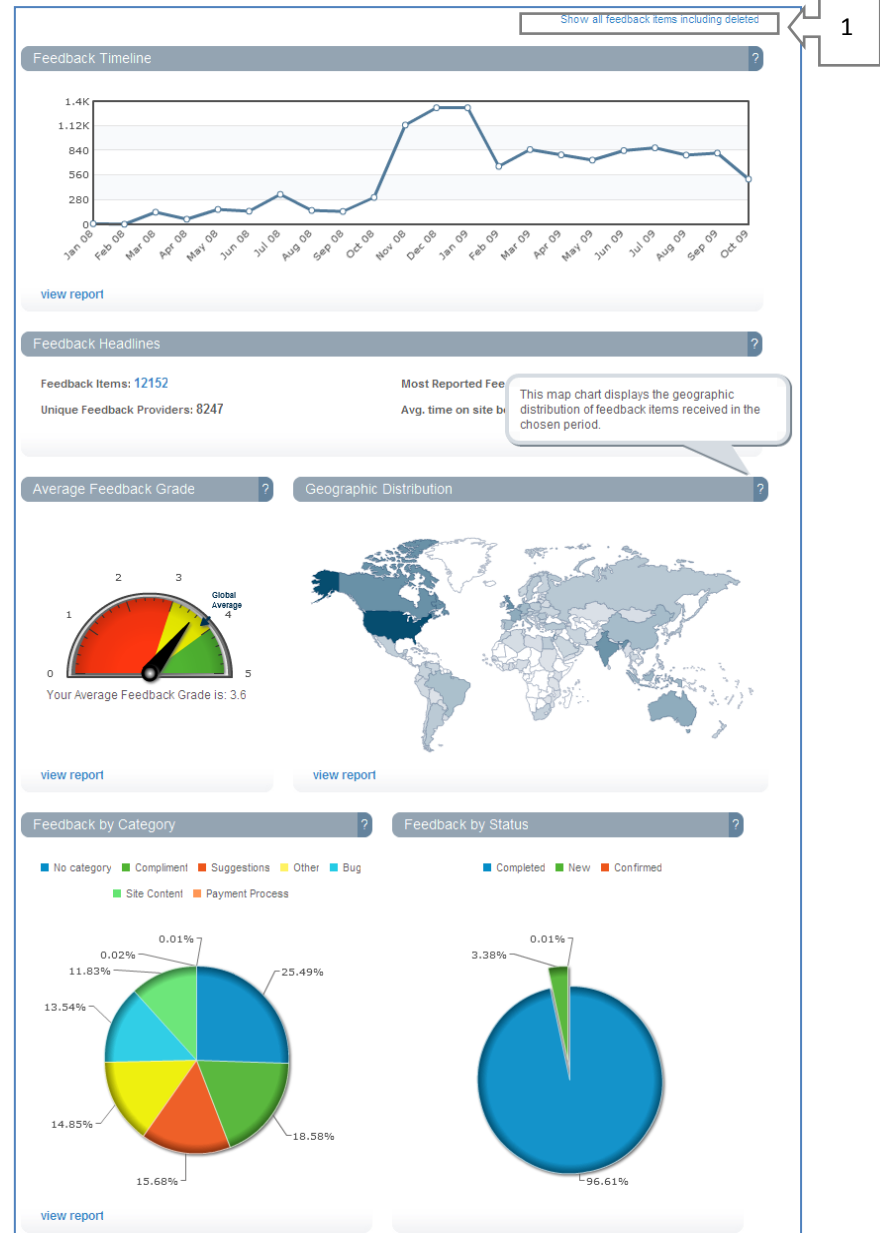 Show all feedback items including deleted
1
Feedback Timeline ?
1.4K
1.12K
840
560
280
0
Jan 08 Feb 08 Mar 08 Apr 08 May 08 Jun 08 Jul 08 Aug 08 Sep 08 Oct 08 Nov 08 Dec 08 Jan 09 Feb 09 Mar 09 Apr 09 May 09 Jun 09 Jul 09 Aug 09 Sep 09 Oct 09
view report
Feedback Headlines ?
Feedback Items: 12152
Most Reported Fee
Unique Feedback Providers: 8247
Avg. time on site b
This map chart displays the geographic
distribution of feedback items received in the
chosen period.
Average Feedback Grade ?
Geographic Distribution ?
0
1
2
3
4
5
Global
Average
Your Average Feedback Grade is: 3.6
view report
view report
Feedback by Category ?
No category Compliment Suggestions Other Bug
Site Content Payment Process
0.01%
0.02%
11.83%
25.49%
13.54%
14.85%
18.58%
15.68%
view report
Feedback by Status ?
Completed New Confirmed
0.01%
3.38%
96.61%